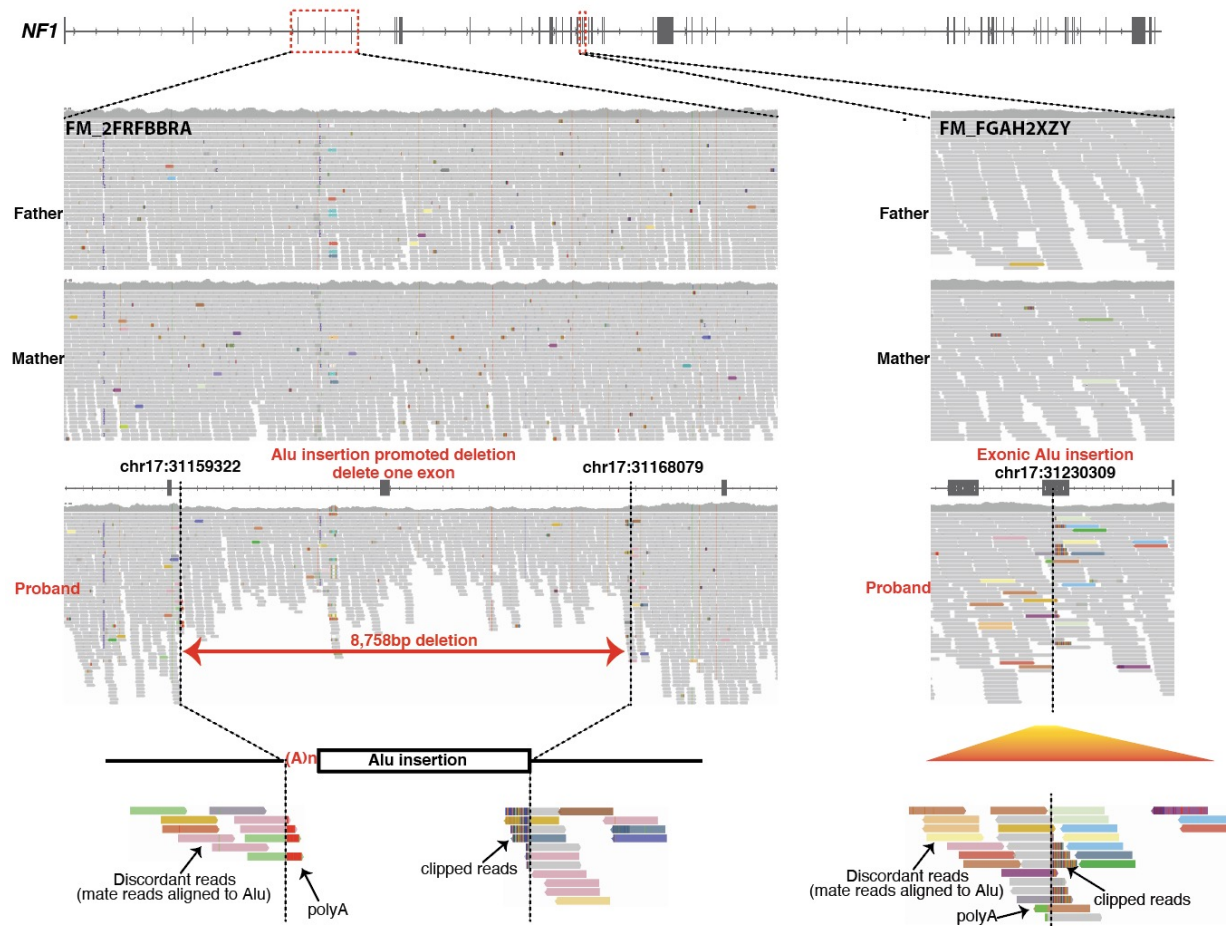 NF1
FM_2FRFBBRA
FM_FGAH2XZY
Father
Father
Mather
Mather
Alu insertion promoted deletion
delete one exon
chr17:31159322
chr17:31168079
Exonic Alu insertion
chr17:31230309
Proband
Proband
8,758bp deletion
(A)n
Alu insertion
Discordant reads
(mate reads aligned to Alu)
polyA
clipped reads
Discordant reads
(mate reads aligned to Alu)
clipped reads
polyA